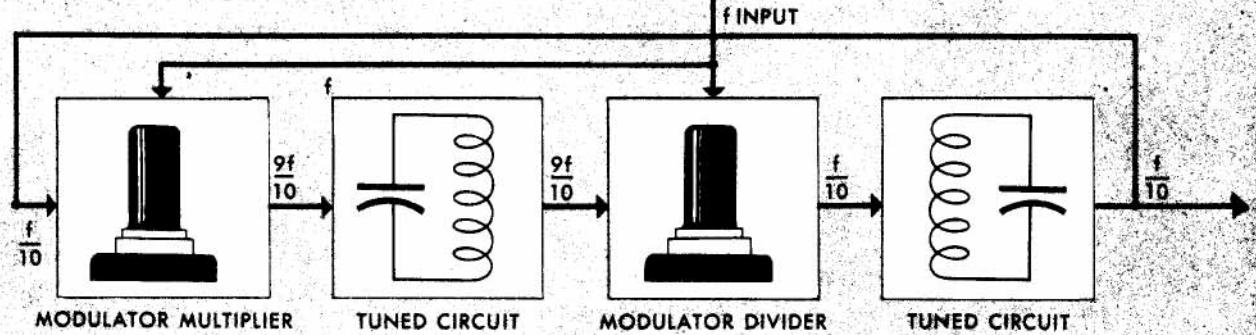 f INPUT
f
9f
10
9f
10
f
10
f
10
f
10
MODULATOR MULTIPLIER
TUNED CIRCUIT
MODULATOR DIVIDER
TUNED CIRCUIT